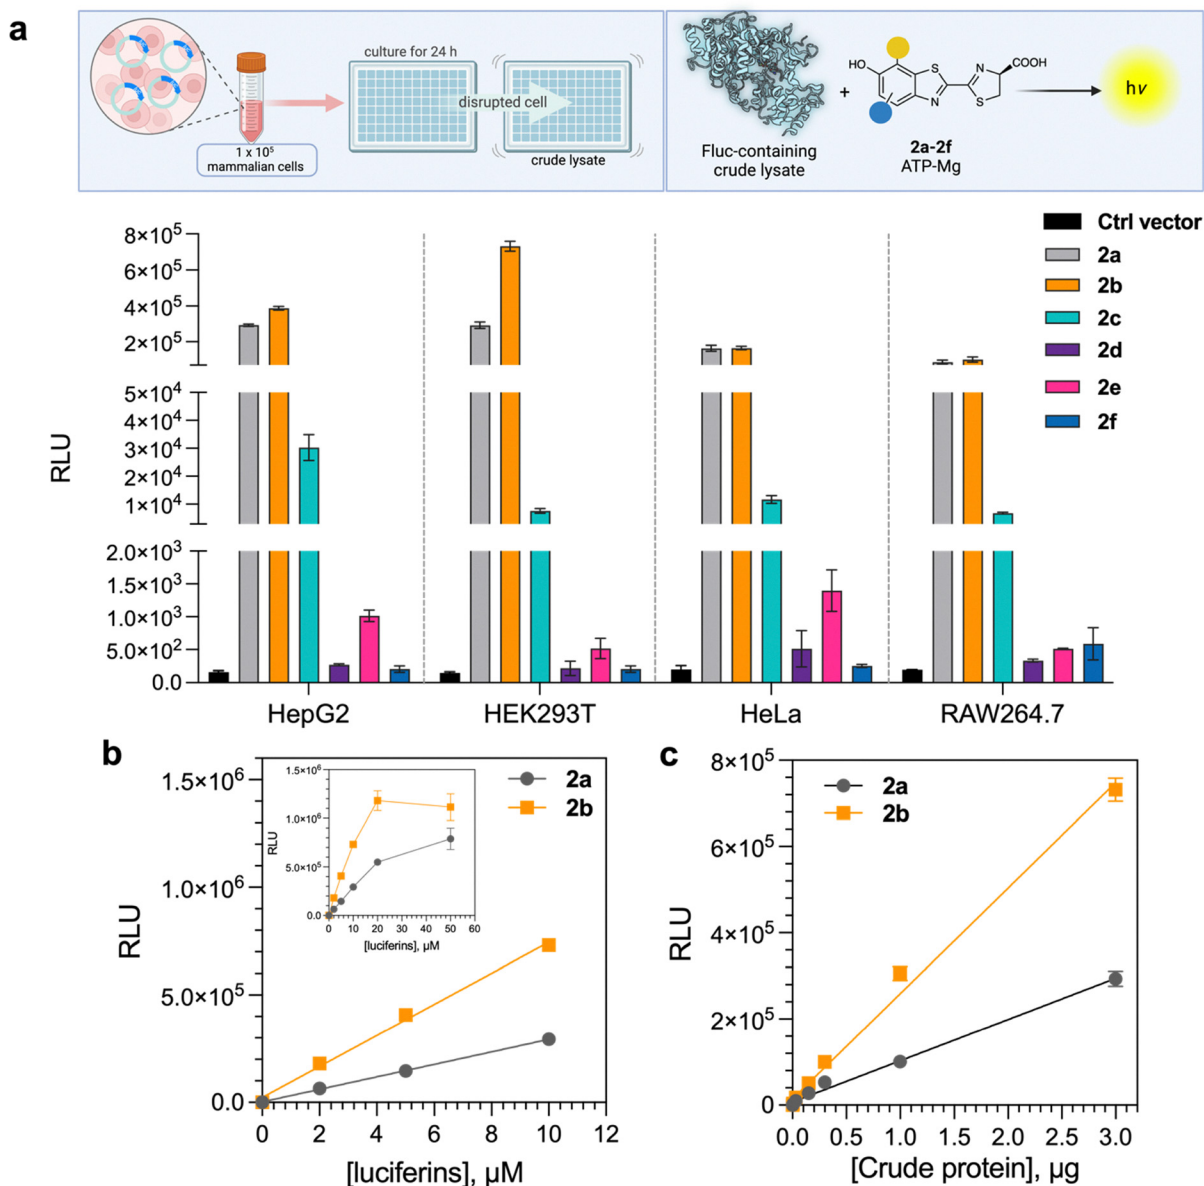 a
culture for 24 h
disrupted cell
1 x 10⁵
mammalian cells
crude lysate
Fluc-containing
crude lysate
+
HO
S
N
N
S
COOH
2a-2f
ATP-Mg
hν
Ctrl vector
2a
2b
2c
2d
2e
2f
RLU
8×10⁵
6×10⁵
4×10⁵
2×10⁵
5×10⁴
4×10⁴
3×10⁴
2×10⁴
1×10⁴
2.0×10³
1.5×10³
1.0×10³
5.0×10²
0.0
HepG2 HEK293T HeLa RAW264.7
b
RLU
1.5×10⁶
1.0×10⁶
5.0×10⁵
0.0
0 2 4 6 8 10 12
[luciferins], µM
2a
2b
RLU
1.5×10⁶
1.0×10⁶
5.0×10⁵
0.0
0 10 20 30 40 50 60
[luciferins], µM
c
RLU
8×10⁵
6×10⁵
4×10⁵
2×10⁵
0
0.0 0.5 1.0 1.5 2.0 2.5 3.0
[Crude protein], µg
2a
2b